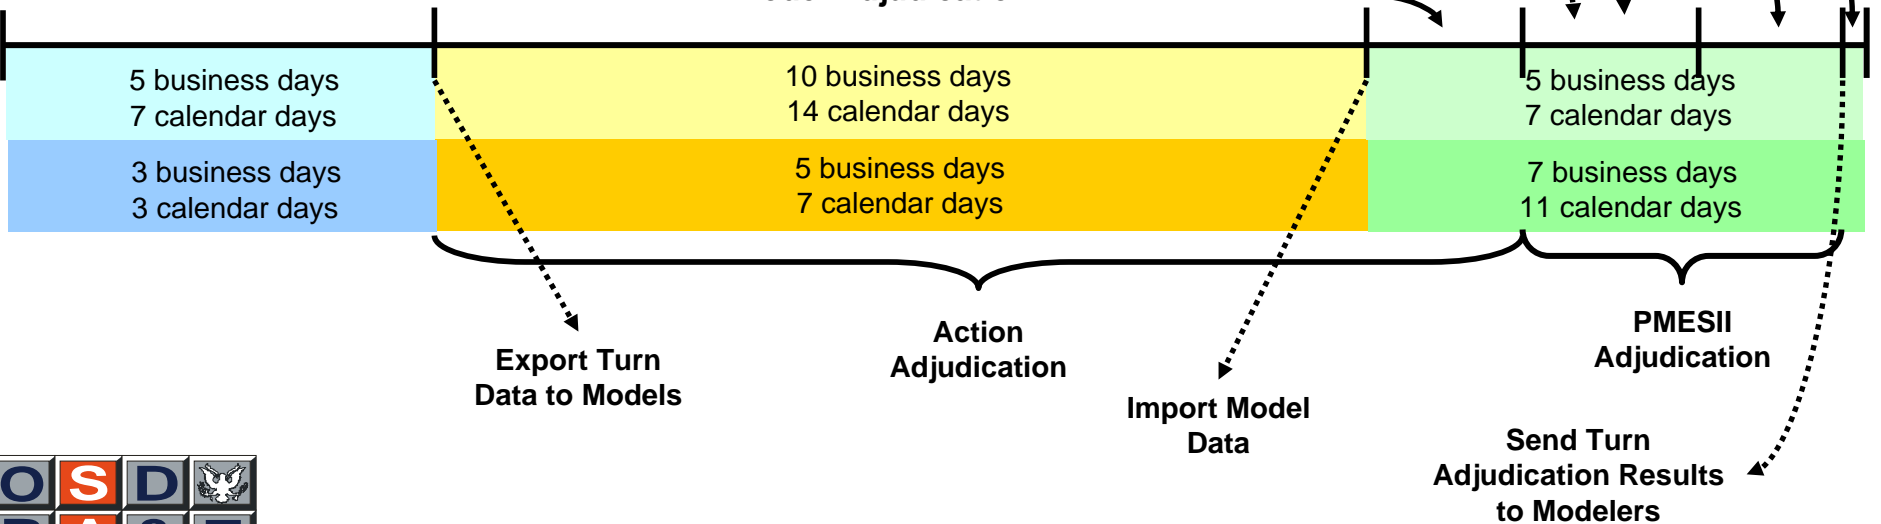 5 business days
7 calendar days
10 business days
14 calendar days
5 business days
7 calendar days
3 business days
3 calendar days
5 business days
7 calendar days
7 business days
11 calendar days
Export Turn
Data to Models
Action
Adjudication
Import Model
Data
PMESII
Adjudication
Send Turn
Adjudication Results
to Modelers
OSD